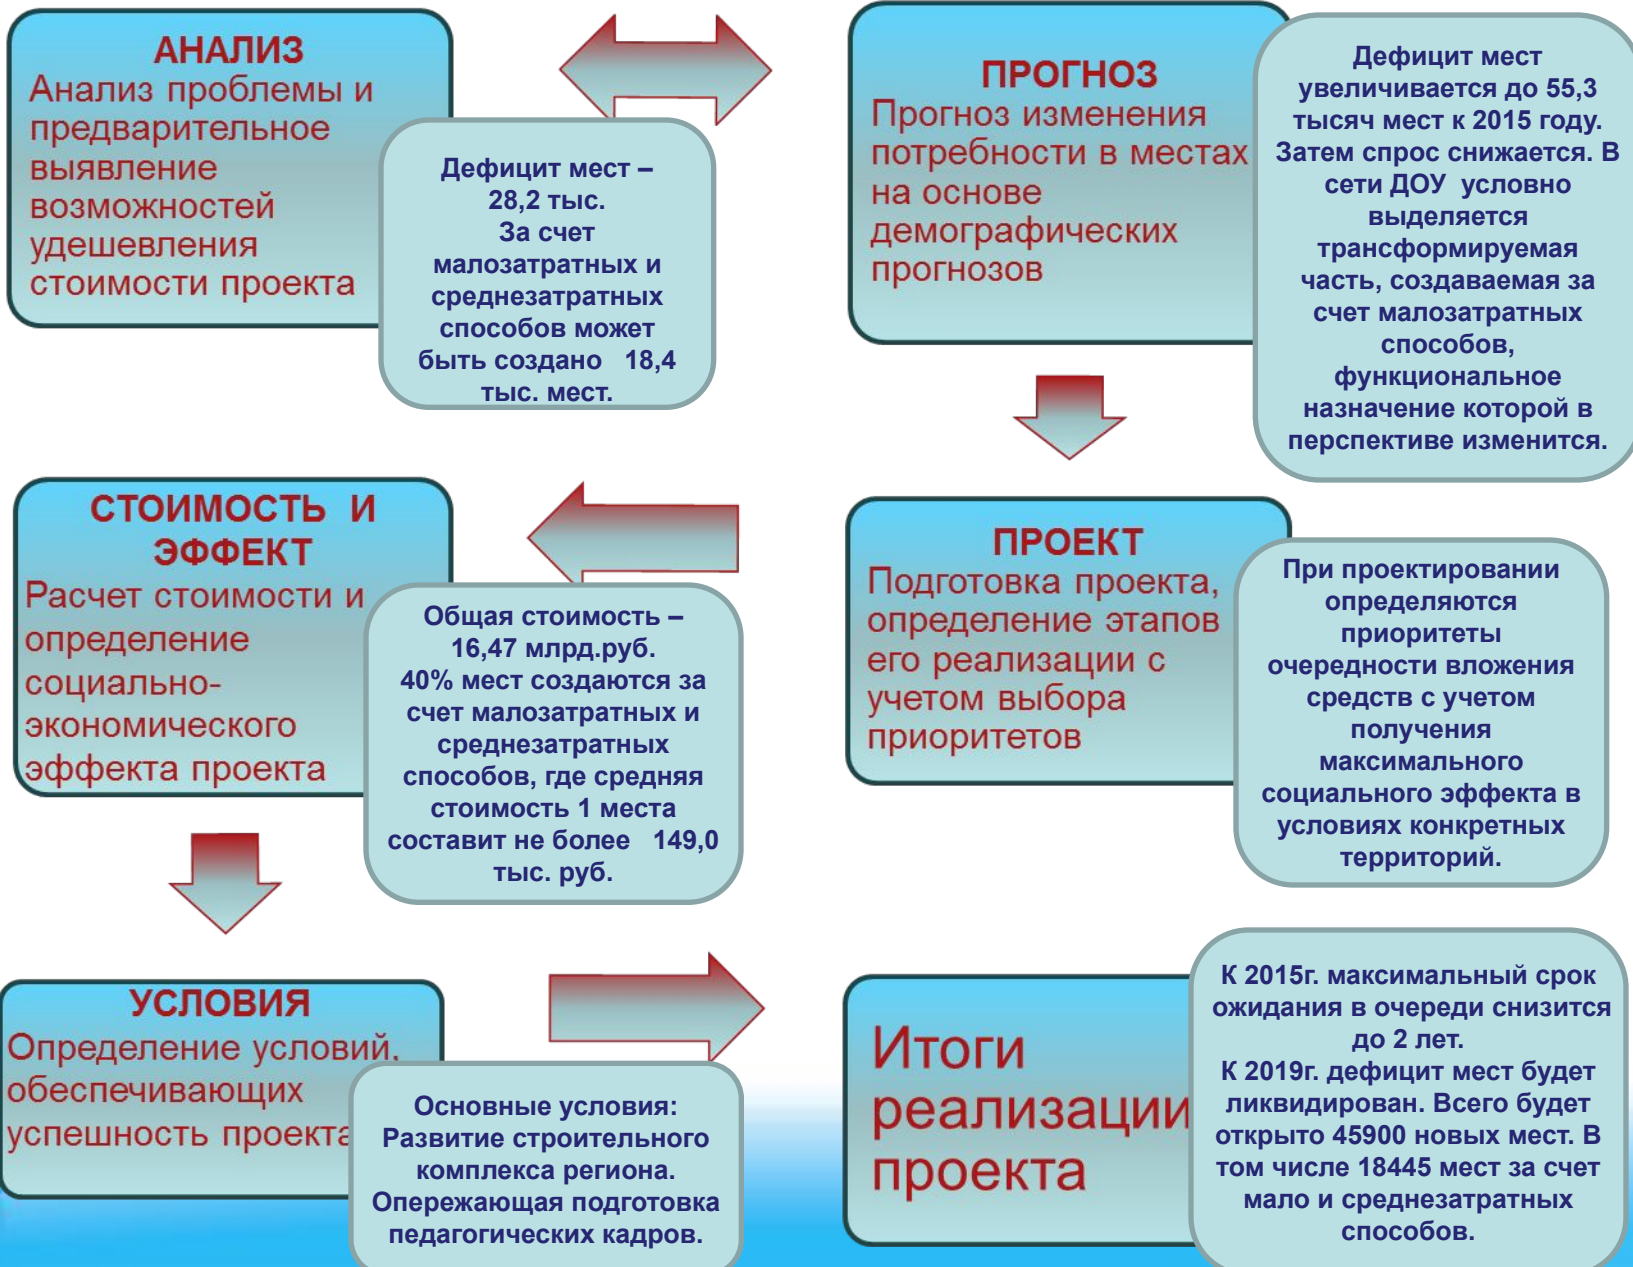 АНАЛИЗ
Анализ проблемы и
предварительное
выявление
возможностей
удешевления
стоимости проекта
Дефицит мест –
28,2 тыс.
За счет
малозатратных и
среднезатратных
способов может
быть создано 18,4
тыс. мест.
ПРОГНОЗ
Прогноз изменения
потребности в местах
на основе
демографических
прогнозов
Дефицит мест
увеличивается до 55,3
тысяч мест к 2015 году.
Затем спрос снижается. В
сети ДОУ условно
выделяется
трансформируемая
часть, создаваемая за
счет малозатратных
способов,
функциональное
назначение которой в
перспективе изменится.
СТОИМОСТЬ И
ЭФФЕКТ
Расчет стоимости и
определение
социально-
экономического
эффекта проекта
Общая стоимость –
16,47 млрд.руб.
40% мест создаются за
счет малозатратных и
среднезатратных
способов, где средняя
стоимость 1 места
составит не более 149,0
тыс. руб.
ПРОЕКТ
Подготовка проекта,
определение этапов
его реализации с
учетом выбора
приоритетов
При проектировании
определяются
приоритеты
очередности вложения
средств с учетом
получения
максимального
социального эффекта в
условиях конкретных
территорий.
УСЛОВИЯ
Определение условий,
обеспечивающих
успешность проекта
Основные условия:
Развитие строительного
комплекса региона.
Опережающая подготовка
педагогических кадров.
Итоги
реализации
проекта
К 2015г. максимальный срок
ожидания в очереди снизится
до 2 лет.
К 2019г. дефицит мест будет
ликвидирован. Всего будет
открыто 45900 новых мест. В
том числе 18445 мест за счет
мало и среднезатратных
способов.